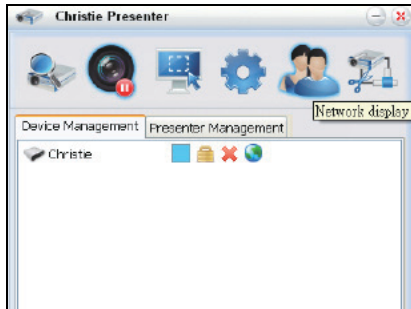 Christie Presenter
Network display
Device Management Presenter Management
Christie